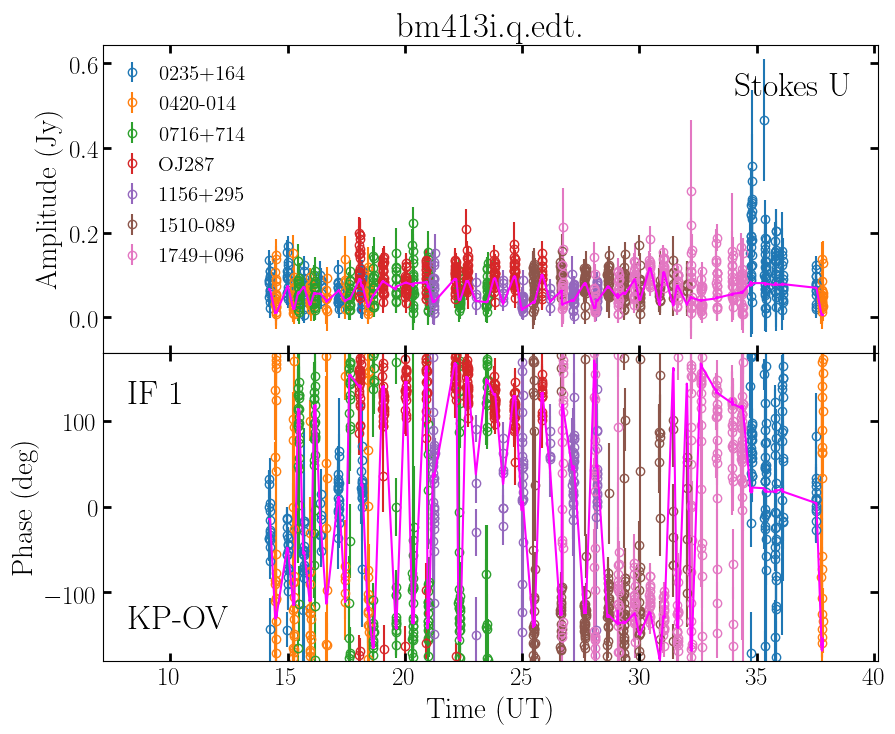 bm413i.q.edt.
0.6
0.4
0.2
0.0
Amplitude (Jy)
0235+164
0420-014
0716+714
OJ287
1156+295
1510-089
1749+096
Stokes U
IF 1
KP-OV
100
0
−100
Phase (deg)
10
15
20
25
30
35
40
Time (UT)